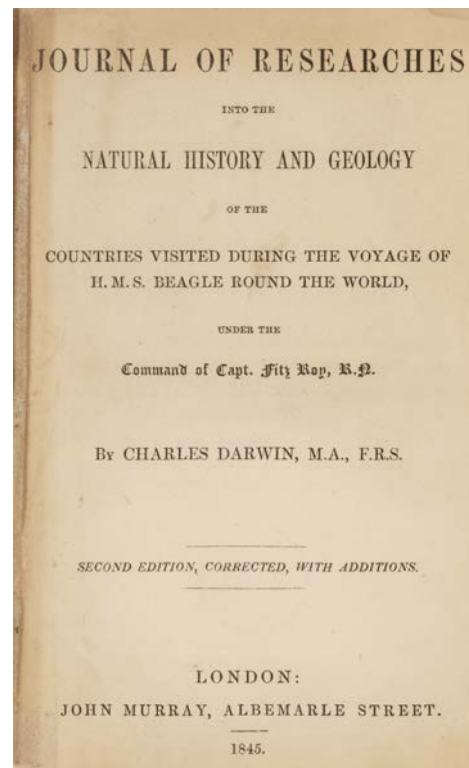 JOURNAL OF RESEARCHES
INTO THE
NATURAL HISTORY AND GEOLOGY
OF THE
COUNTRIES VISITED DURING THE VOYAGE OF
H. M. S. BEAGLE ROUND THE WORLD,
UNDER THE
Command of Capt. Fitz Roy, R.N.
BY CHARLES DARWIN, M.A., F.R.S.
SECOND EDITION, CORRECTED, WITH ADDITIONS.
LONDON:
JOHN MURRAY, ALBEMARLE STREET.
1845.